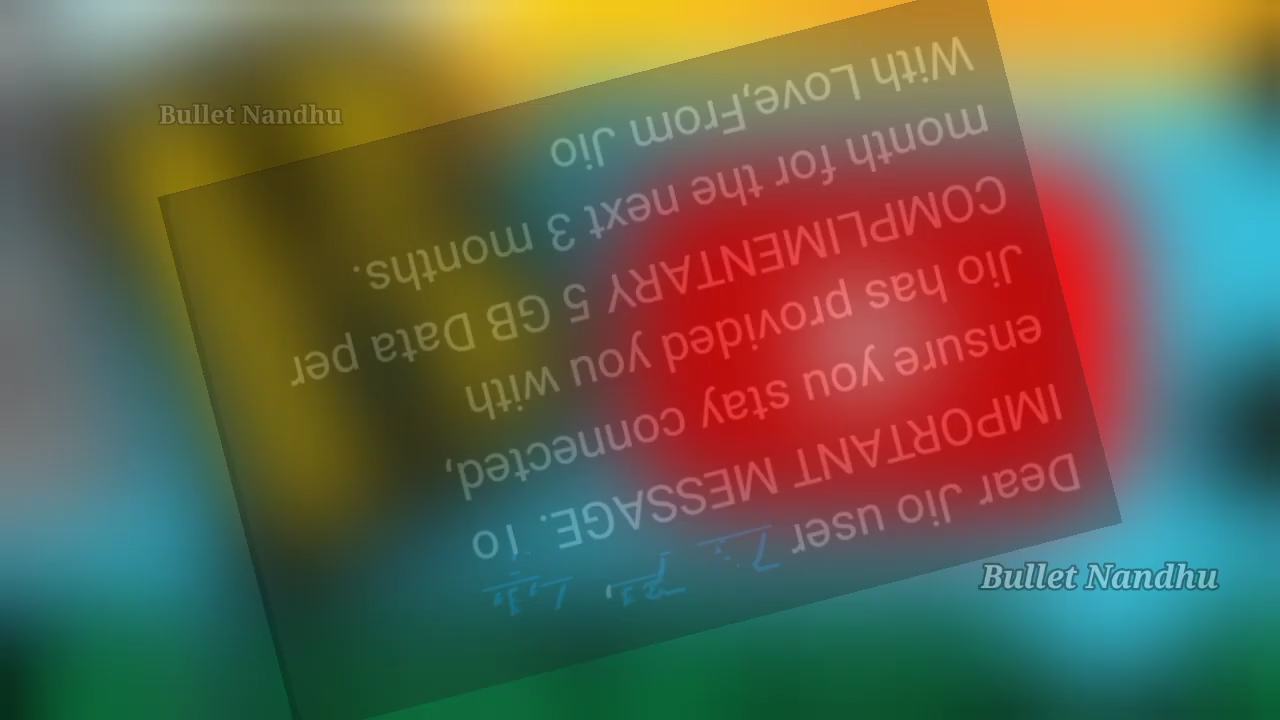 Bullet Nandhu
Dear Jio user
IMPORTANT MESSAGE. To
ensure you stay connected,
Jio has provided you with
COMPLIMENTARY 5 GB Data per
month for the next 3 months.
With Love,From Jio
Bullet Nandhu